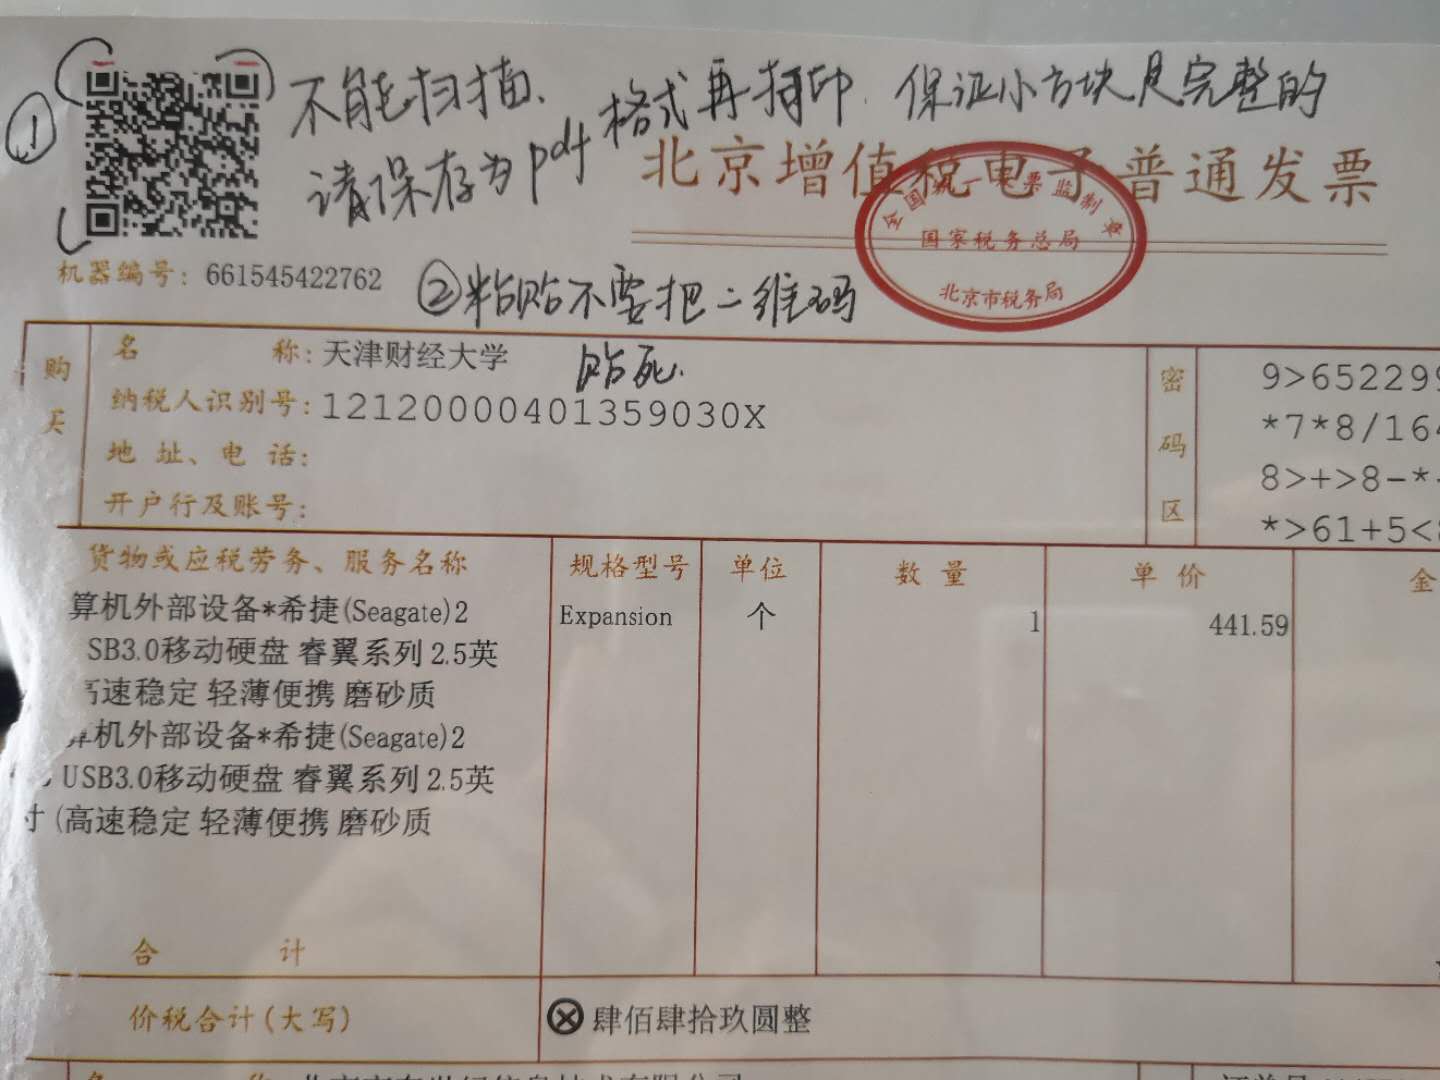 ① 不能扫描、
请保存为pdf格式再打印. 保证小方块是完整的
北京增值税电子普通发票
国家税务总局
北京市税务局
机器编号: 661545422762
② 粘贴不要把二维码
贴死.
购买
名称: 天津财经大学
纳税人识别号: 12120000401359030X
地址、电话:
开户行及账号:
密码区
9>65229
*7*8/16
8>+>8-*
*>61+5<
货物或应税劳务、服务名称 规格型号 单位 数量 单价 金
算机外部设备*希捷(Seagate)2 Expansion 个 1 441.59
SB3.0移动硬盘 睿翼系列 2.5英
高速稳定 轻薄便携 磨砂质
算机外部设备*希捷(Seagate)2
USB3.0移动硬盘 睿翼系列 2.5英
寸 (高速稳定 轻薄便携 磨砂质
合计
价税合计(大写) ⊗肆佰肆拾玖圆整